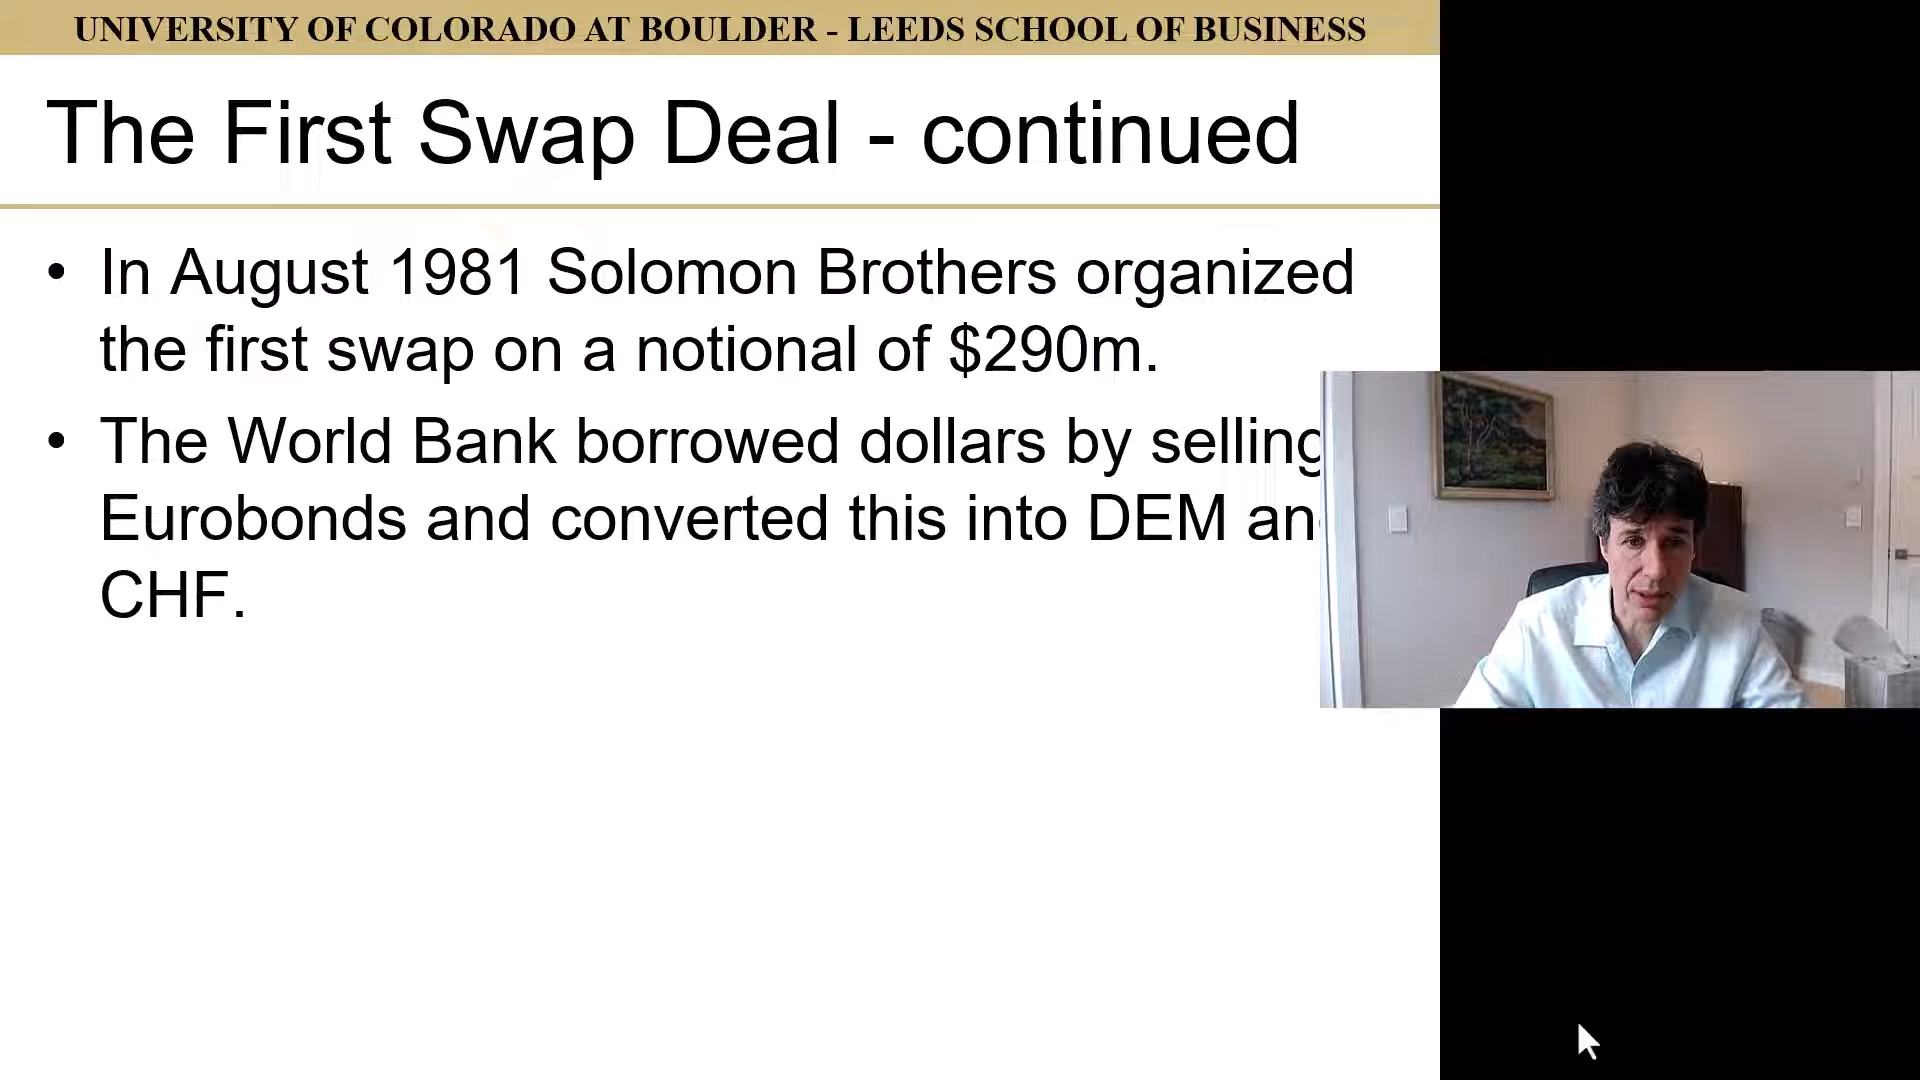 UNIVERSITY OF COLORADO AT BOULDER - LEEDS SCHOOL OF BUSINESS
The First Swap Deal - continued
• In August 1981 Solomon Brothers organized
the first swap on a notional of $290m.
• The World Bank borrowed dollars by selling
Eurobonds and converted this into DEM an
CHF.